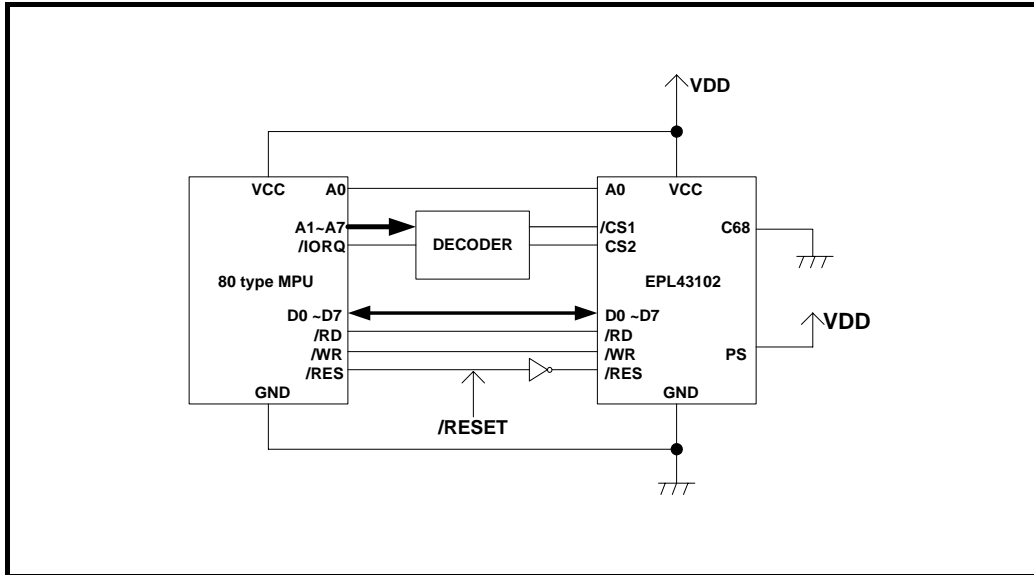 VDD
VCC A0
A1~A7
/IORQ
80 type MPU
D0 ~D7
/RD
/WR
/RES
GND
DECODER
/RESET
A0 VCC
/CS1
CS2
C68
EPL43102
D0 ~D7
/RD
/WR
/RES
PS
GND
VDD